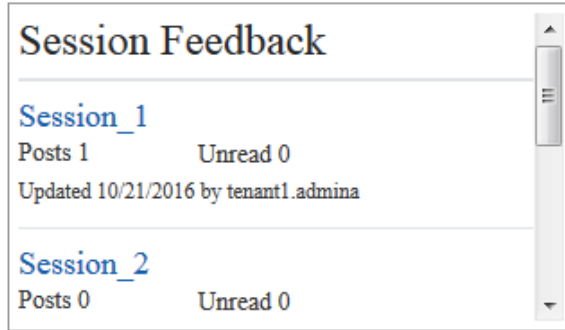 Session Feedback
Session_1
Posts 1 Unread 0
Updated 10/21/2016 by tenant1.admina
Session_2
Posts 0 Unread 0